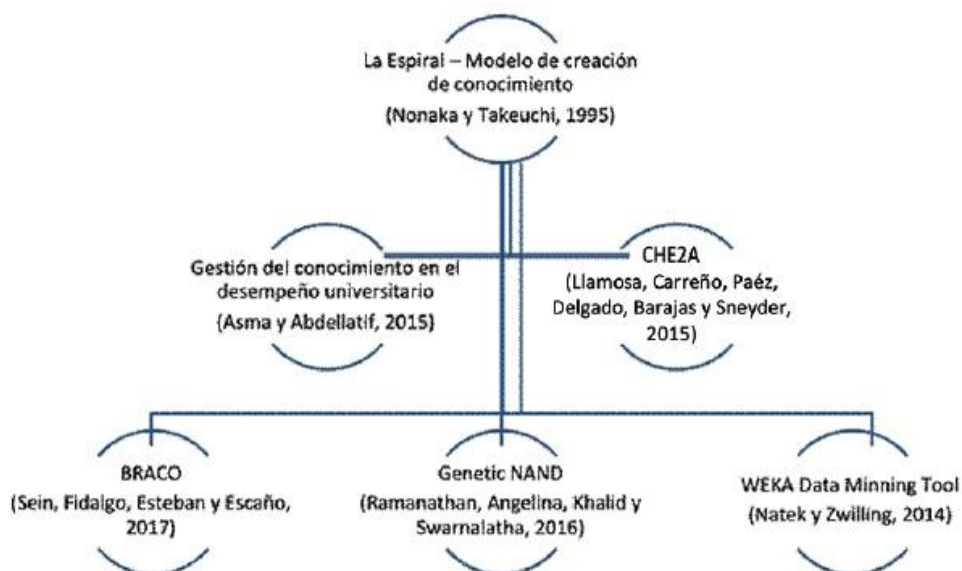 La Espiral – Modelo de creación
de conocimiento
(Nonaka y Takeuchi, 1995)
Gestión del conocimiento en el
desempeño universitario
(Asma y Abdellatif, 2015)
CHE2A
(Llamosa, Carreño, Paéz,
Delgado, Barajas y Sneyder,
2015)
BRACO
(Sein, Fidalgo, Esteban y Escaño,
2017)
Genetic NAND
(Ramanathan, Angelina, Khalid y
Swarnalatha, 2016)
WEKA Data Minning Tool
(Natek y Zwilling, 2014)